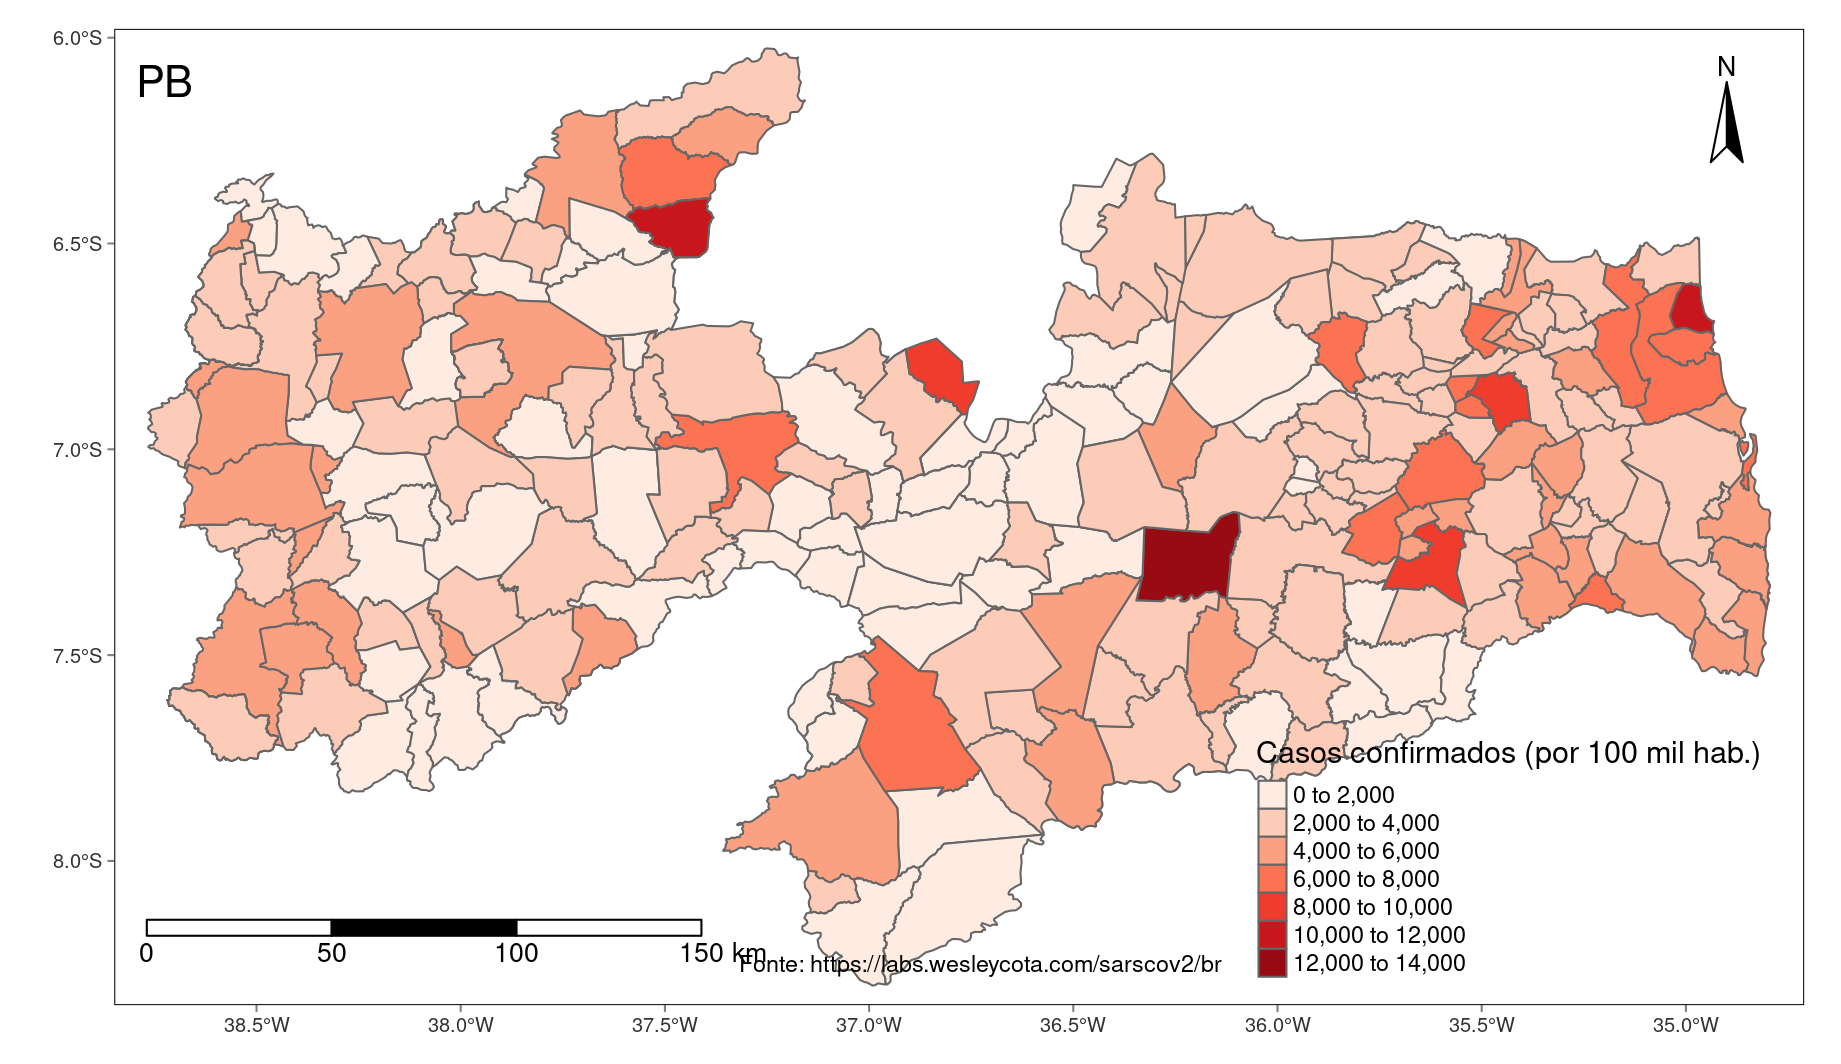 6.0°S
PB
N
6.5°S
7.0°S
7.5°S
8.0°S
Casos confirmados (por 100 mil hab.)
0 to 2,000
2,000 to 4,000
4,000 to 6,000
6,000 to 8,000
8,000 to 10,000
10,000 to 12,000
12,000 to 14,000
0 50 100 150 km
Fonte: https://labs.wesleycota.com/sarscov2/br
38.5°W 38.0°W 37.5°W 37.0°W 36.5°W 36.0°W 35.5°W 35.0°W